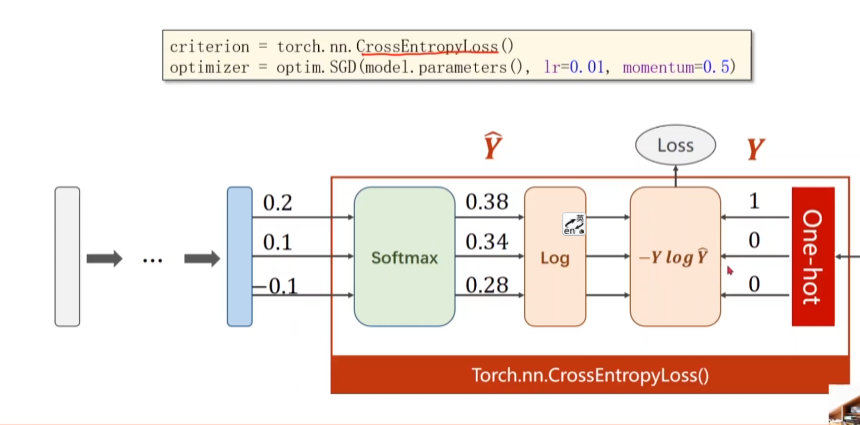 criterion = torch.nn.CrossEntropyLoss()
optimizer = optim.SGD(model.parameters(), lr=0.01, momentum=0.5)
Ŷ
Loss
Y
0.2
0.38
1
0.1
0.34
0
-0.1
0.28
0
...
Softmax
Log
en
−Y log Ŷ
One-hot
Torch.nn.CrossEntropyLoss()